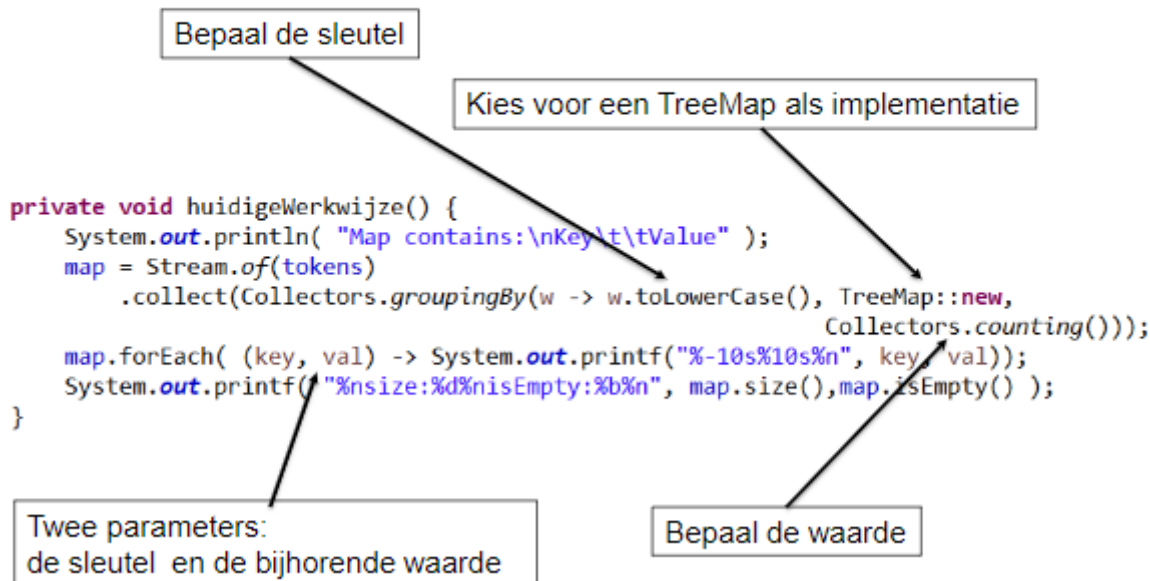 Bepaal de sleutel
Kies voor een TreeMap als implementatie
private void huidigeWerkwijze() {
    System.out.println( "Map contains:\nKey\t\tValue" );
    map = Stream.of(tokens)
        .collect(Collectors.groupingBy(w -> w.toLowerCase(), TreeMap::new,
                                                        Collectors.counting()));
    map.forEach( (key, val) -> System.out.printf("%-10s%10s%n", key, val));
    System.out.printf( "%nsize:%d%nisEmpty:%b%n", map.size(),map.isEmpty() );
}
Twee parameters:
de sleutel en de bijhorende waarde
Bepaal de waarde